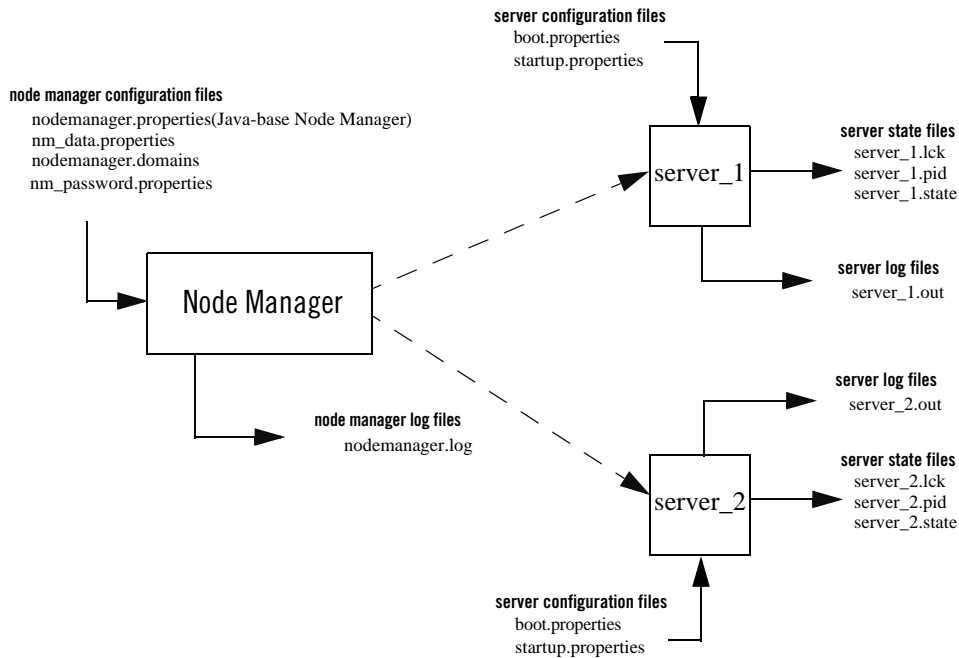 server configuration files
boot.properties
startup.properties
node manager configuration files
nodemanager.properties(Java-base Node Manager)
nm_data.properties
nodemanager.domains
nm_password.properties
server_1
server state files
server_1.lck
server_1.pid
server_1.state
server log files
server_1.out
Node Manager
node manager log files
nodemanager.log
server log files
server_2.out
server_2
server state files
server_2.lck
server_2.pid
server_2.state
server configuration files
boot.properties
startup.properties